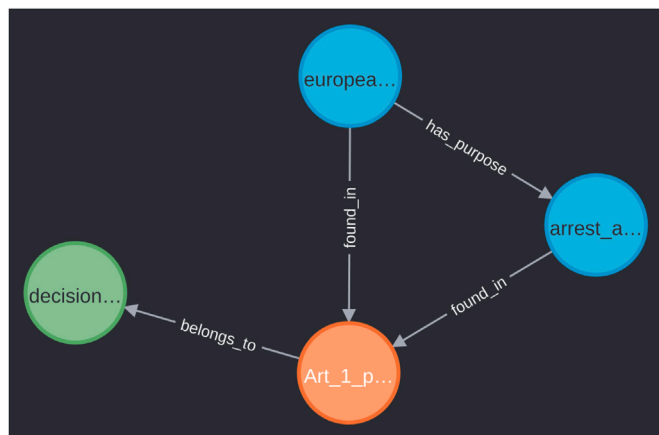 europea…
has_purpose
found_in
arrest_a…
found_in
decision…
belongs_to
Art_1_p…